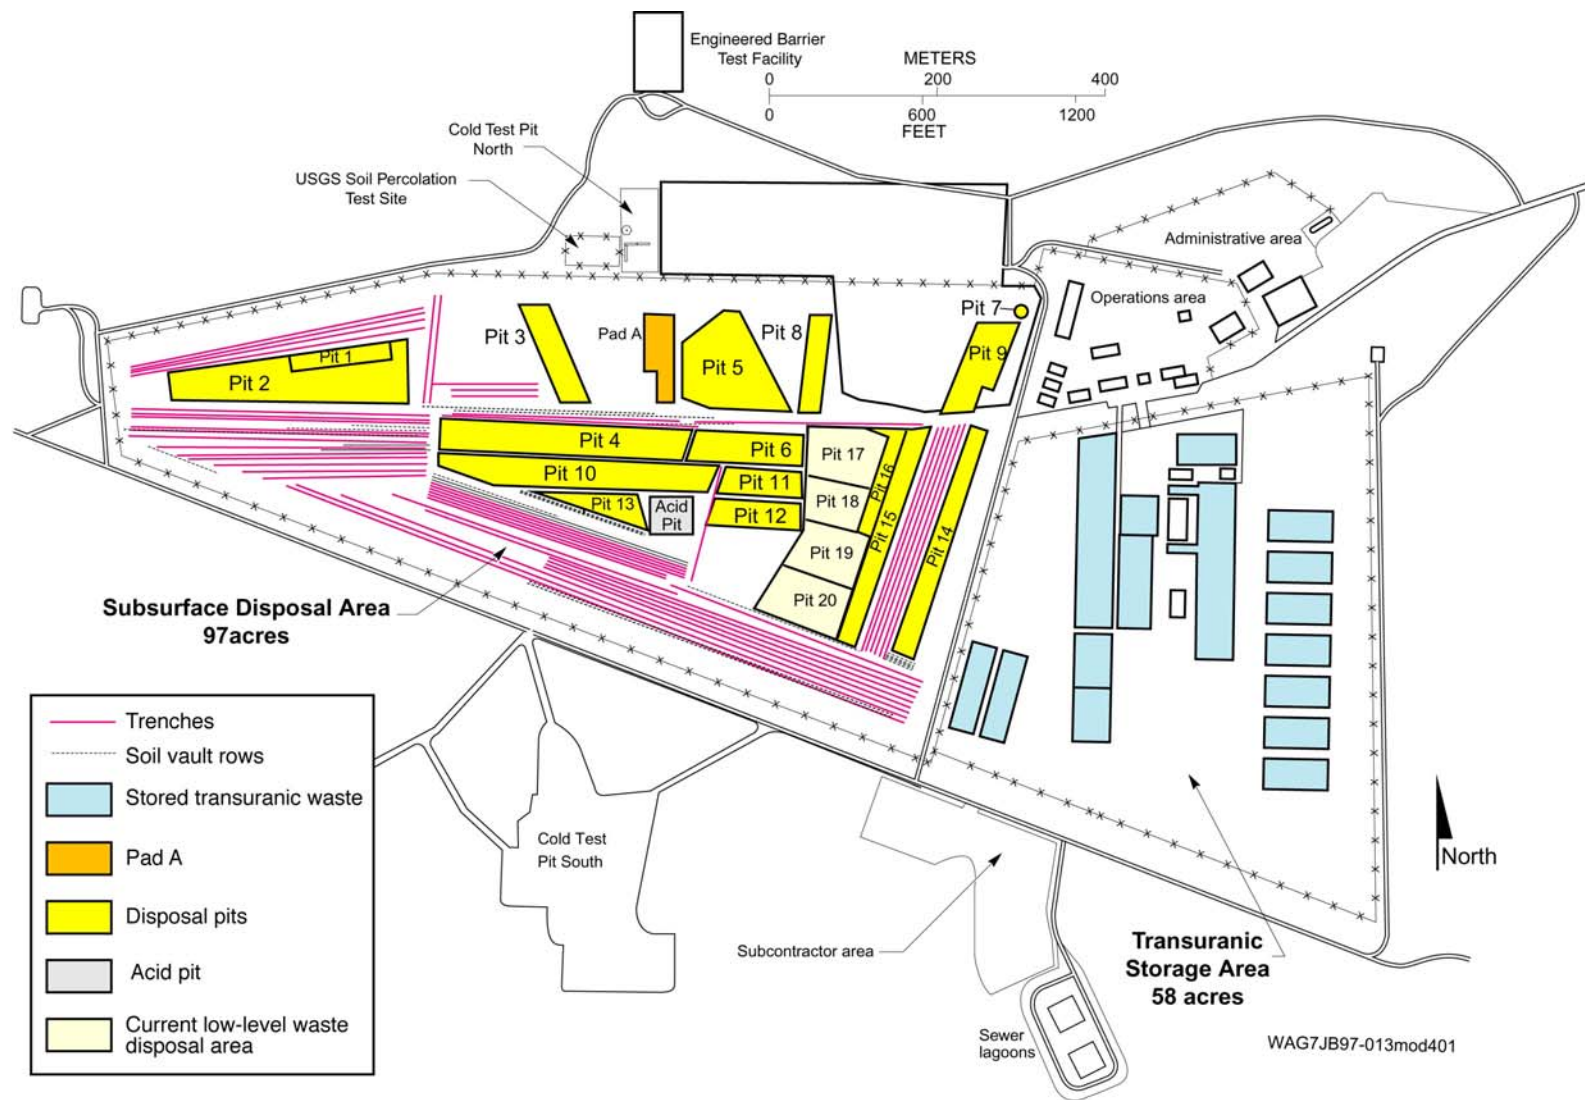 Engineered Barrier
Test Facility
METERS
0 200 400
0 600 1200
FEET
Cold Test Pit
North
USGS Soil Percolation
Test Site
Administrative area
Operations area
Pit 7
Pit 3
Pad A
Pit 5
Pit 8
Pit 9
Pit 1
Pit 2
Pit 4
Pit 6
Pit 17
Pit 16
Pit 10
Pit 11
Pit 18
Pit 13
Acid
Pit
Pit 12
Pit 15
Pit 14
Pit 19
Pit 20
Subsurface Disposal Area
97acres
Trenches
Soil vault rows
Stored transuranic waste
Pad A
Disposal pits
Acid pit
Current low-level waste
disposal area
Cold Test
Pit South
Subcontractor area
Transuranic
Storage Area
58 acres
North
Sewer
lagoons
WAG7JB97-013mod401